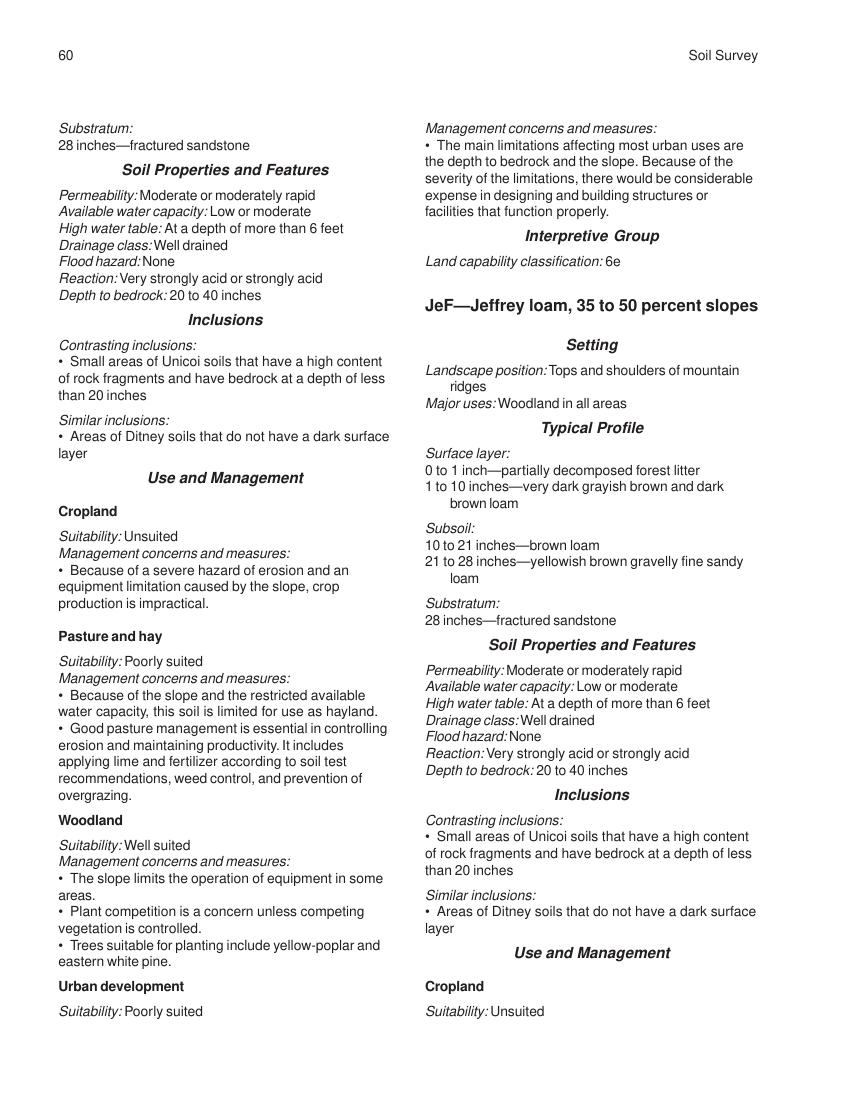 60
Soil Survey
Substratum:
28 inches—fractured sandstone
Soil Properties and Features
Permeability: Moderate or moderately rapid
Available water capacity: Low or moderate
High water table: At a depth of more than 6 feet
Drainage class: Well drained
Flood hazard: None
Reaction: Very strongly acid or strongly acid
Depth to bedrock: 20 to 40 inches
Inclusions
Contrasting inclusions:
• Small areas of Unicoi soils that have a high content
of rock fragments and have bedrock at a depth of less
than 20 inches
Similar inclusions:
• Areas of Ditney soils that do not have a dark surface
layer
Use and Management
Cropland
Suitability: Unsuited
Management concerns and measures:
• Because of a severe hazard of erosion and an
equipment limitation caused by the slope, crop
production is impractical.
Pasture and hay
Suitability: Poorly suited
Management concerns and measures:
• Because of the slope and the restricted available
water capacity, this soil is limited for use as hayland.
• Good pasture management is essential in controlling
erosion and maintaining productivity. It includes
applying lime and fertilizer according to soil test
recommendations, weed control, and prevention of
overgrazing.
Woodland
Suitability: Well suited
Management concerns and measures:
• The slope limits the operation of equipment in some
areas.
• Plant competition is a concern unless competing
vegetation is controlled.
• Trees suitable for planting include yellow-poplar and
eastern white pine.
Urban development
Suitability: Poorly suited
Management concerns and measures:
• The main limitations affecting most urban uses are
the depth to bedrock and the slope. Because of the
severity of the limitations, there would be considerable
expense in designing and building structures or
facilities that function properly.
Interpretive Group
Land capability classification: 6e
JeF—Jeffrey loam, 35 to 50 percent slopes
Setting
Landscape position: Tops and shoulders of mountain
ridges
Major uses: Woodland in all areas
Typical Profile
Surface layer:
0 to 1 inch—partially decomposed forest litter
1 to 10 inches—very dark grayish brown and dark
brown loam
Subsoil:
10 to 21 inches—brown loam
21 to 28 inches—yellowish brown gravelly fine sandy
loam
Substratum:
28 inches—fractured sandstone
Soil Properties and Features
Permeability: Moderate or moderately rapid
Available water capacity: Low or moderate
High water table: At a depth of more than 6 feet
Drainage class: Well drained
Flood hazard: None
Reaction: Very strongly acid or strongly acid
Depth to bedrock: 20 to 40 inches
Inclusions
Contrasting inclusions:
• Small areas of Unicoi soils that have a high content
of rock fragments and have bedrock at a depth of less
than 20 inches
Similar inclusions:
• Areas of Ditney soils that do not have a dark surface
layer
Use and Management
Cropland
Suitability: Unsuited